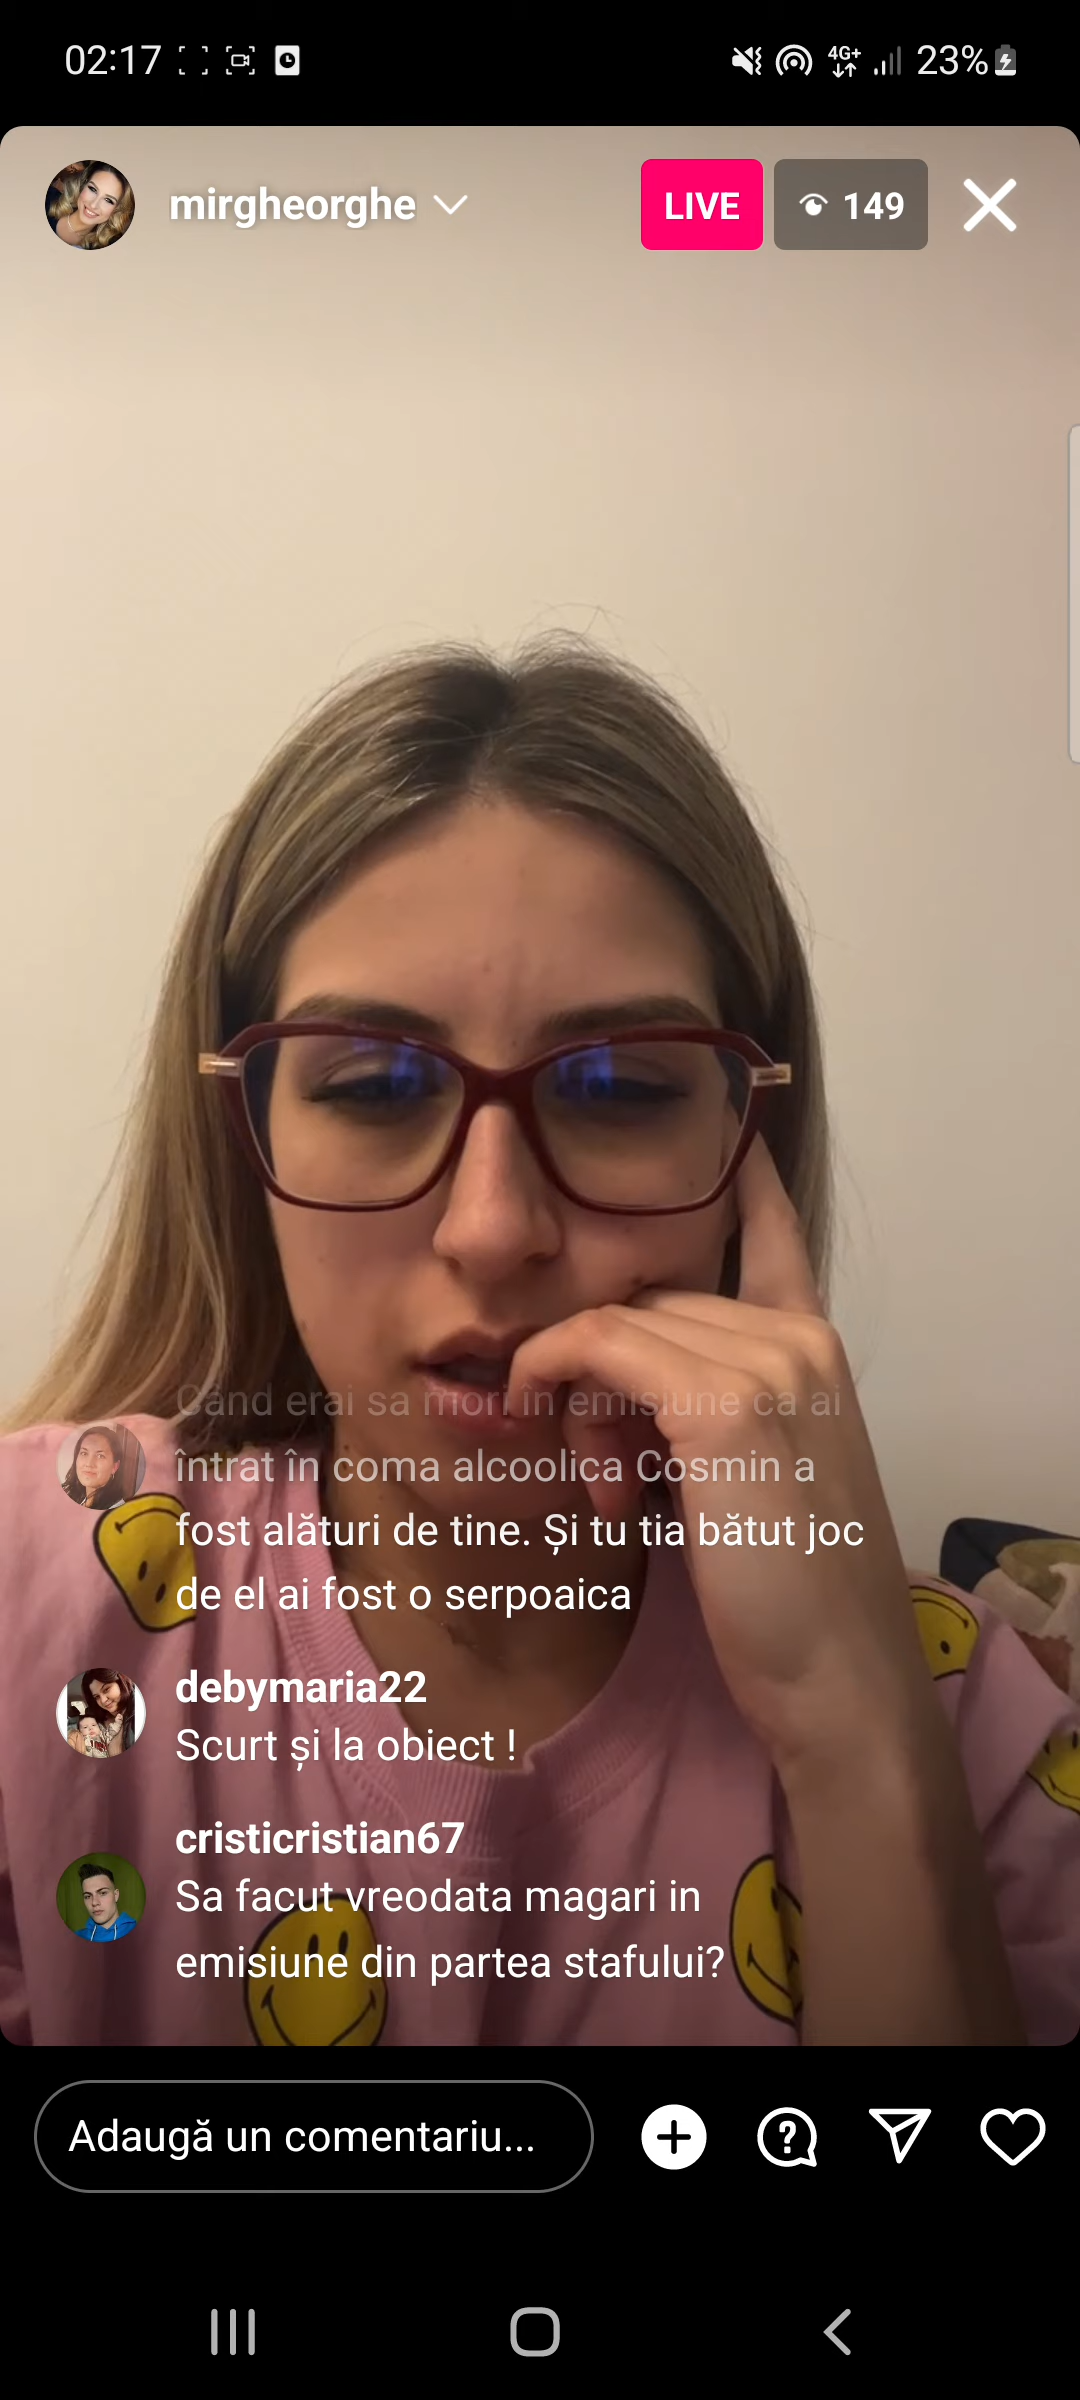 02:17
4G+
23%
mirgheorghe
LIVE
149
Când erai sa mori în emisiune ca ai
întrat în coma alcoolica Cosmin a
fost alături de tine. Și tu tia bătut joc
de el ai fost o serpoaica
debymaria22
Scurt și la obiect !
cristicristian67
Sa facut vreodata magari in
emisiune din partea stafului?
Adaugă un comentariu...